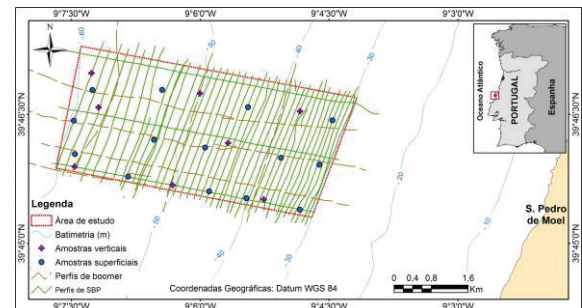 9°7'30"W
9°6'0"W
9°4'30"W
9°3'0"W
N
- 60
- 50
- 40
- 30
39°46'30"N
39°46'30"N
Oceano Atlântico
PORTUGAL
Espanha
- 20
- 10
S. Pedro
de Moel
Legenda
Área de estudo
Batimetria (m)
Amostras verticais
Amostras superficiais
Perfis de boomer
Perfis de SBP
- 50
- 40
- 30
39°45'0"N
39°45'0"N
Coordenadas Geográficas: Datum WGS 84
0 0.4 0.8 1.6
Km
9°7'30"W
9°6'0"W
9°4'30"W
9°3'0"W